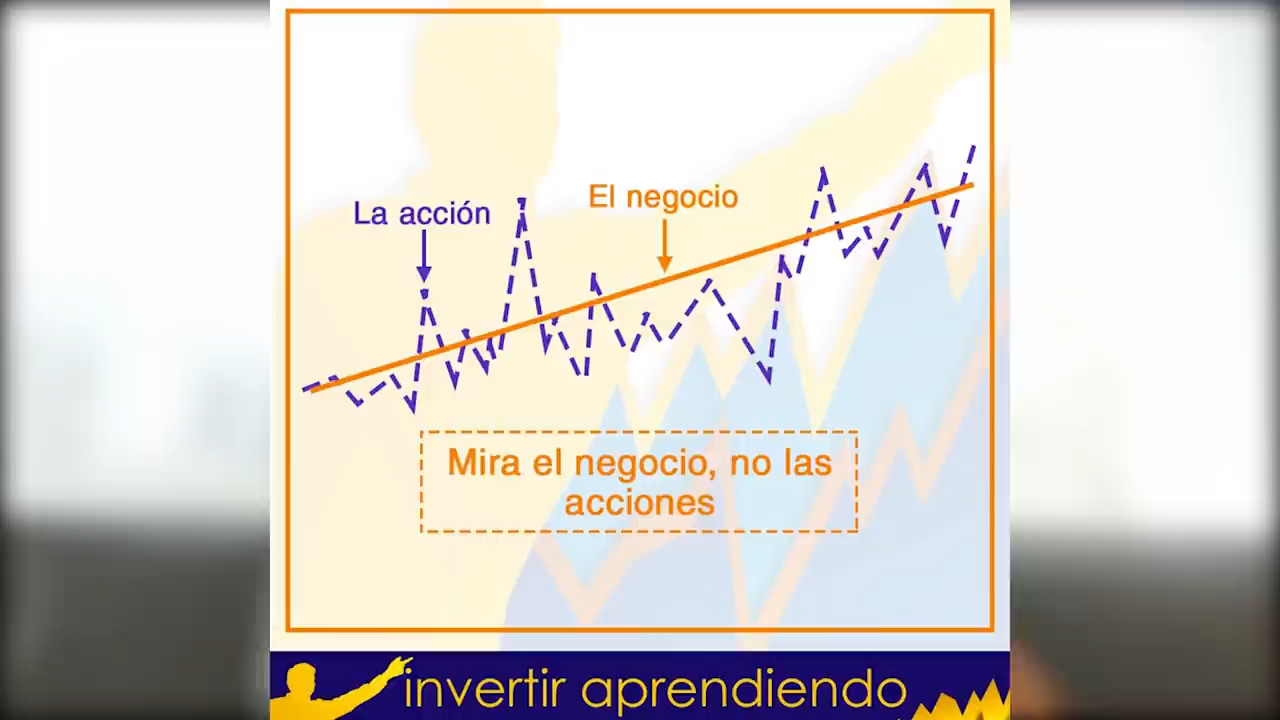 La acción
El negocio
Mira el negocio, no las
acciones
invertir aprendiendo